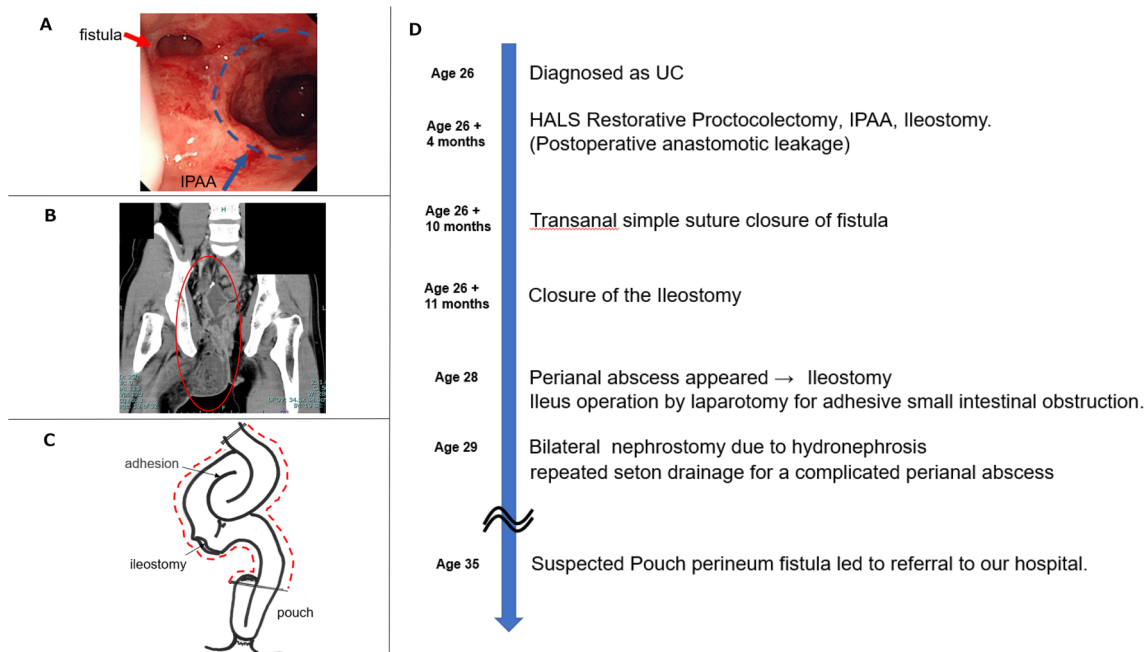 A
fistula
IPAA
B
H
C
adhesion
ileostomy
pouch
D
Age 26
Diagnosed as UC
Age 26 +
4 months
HALS Restorative Proctocolectomy, IPAA, Ileostomy.
(Postoperative anastomotic leakage)
Age 26 +
10 months
Transanal simple suture closure of fistula
Age 26 +
11 months
Closure of the Ileostomy
Age 28
Perianal abscess appeared → Ileostomy
Ileus operation by laparotomy for adhesive small intestinal obstruction.
Age 29
Bilateral nephrostomy due to hydronephrosis
repeated seton drainage for a complicated perianal abscess
Age 35
Suspected Pouch perineum fistula led to referral to our hospital.